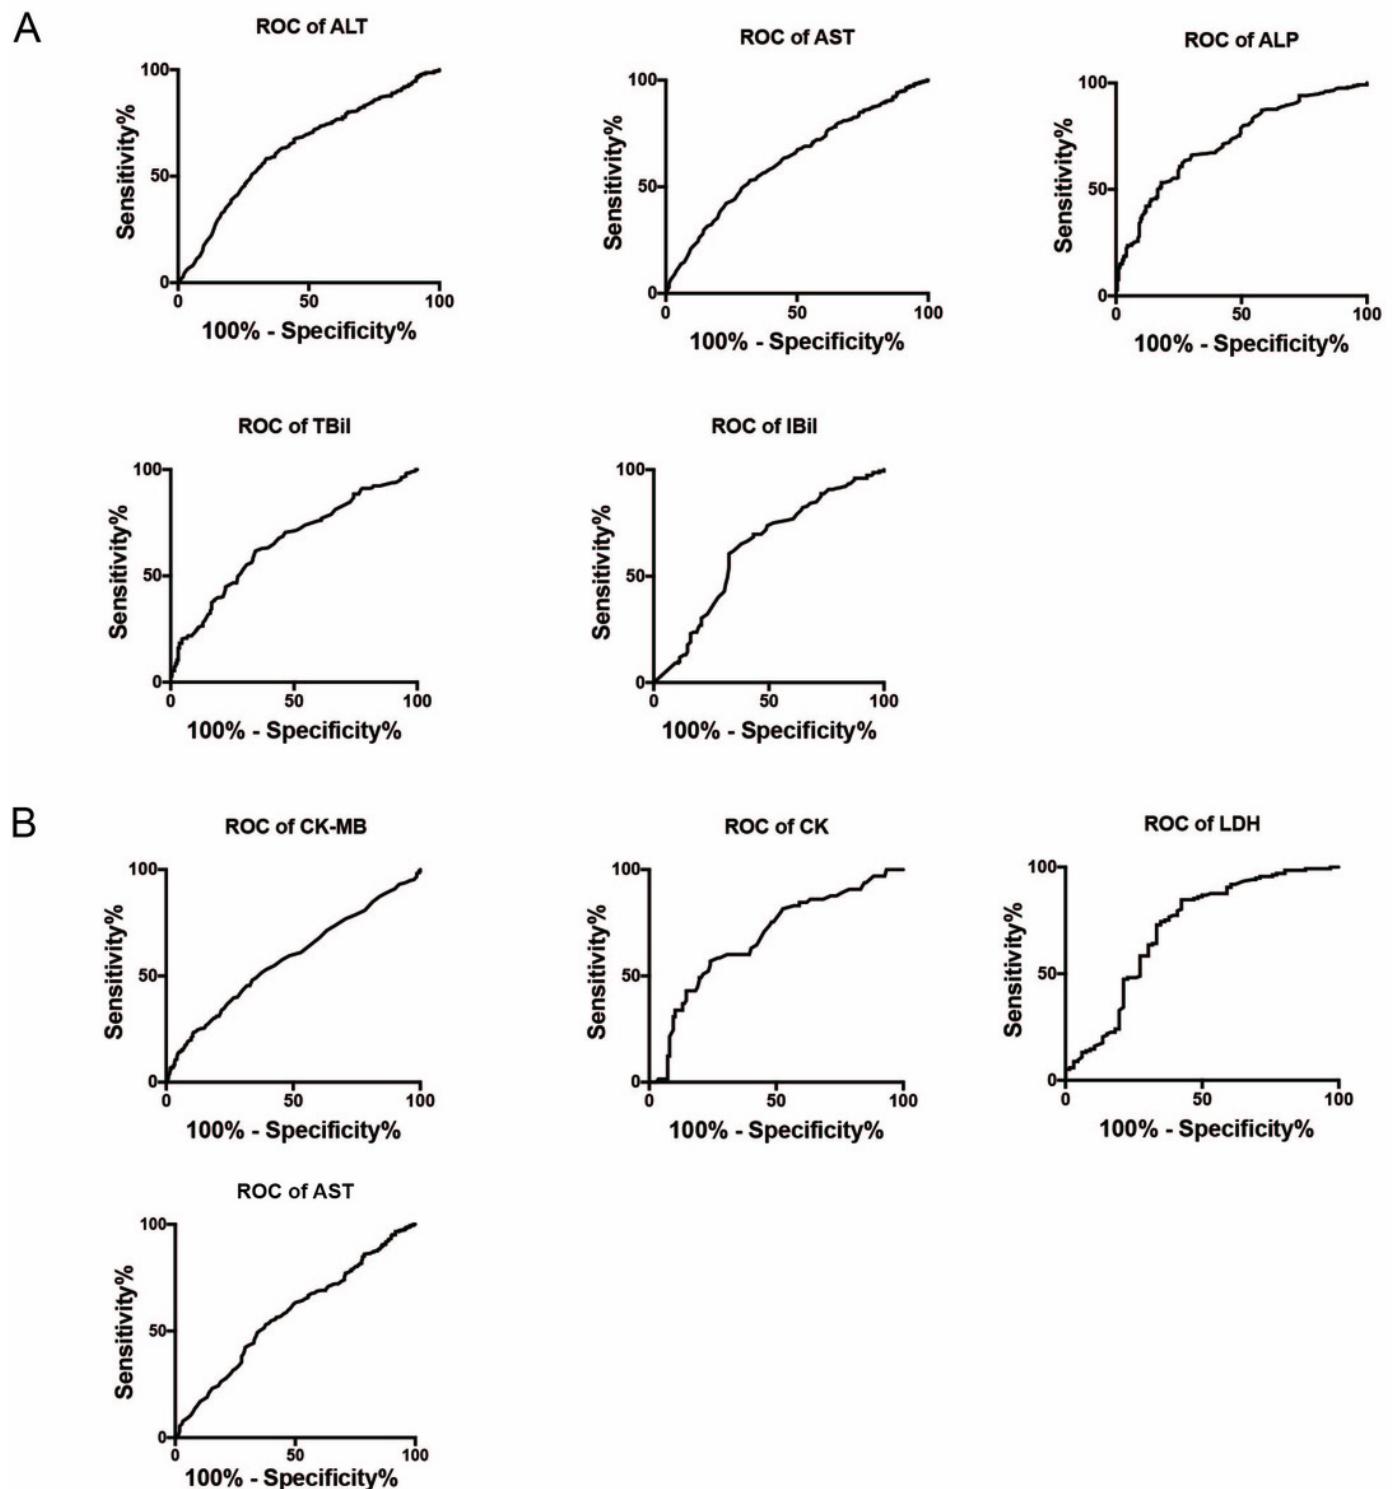 A
ROC of ALT
100
50
0
0 50 100
Sensitivity%
100% - Specificity%
ROC of AST
100
50
0
0 50 100
Sensitivity%
100% - Specificity%
ROC of ALP
100
50
0
0 50 100
Sensitivity%
100% - Specificity%
ROC of TBil
100
50
0
0 50 100
Sensitivity%
100% - Specificity%
ROC of IBil
100
50
0
0 50 100
Sensitivity%
100% - Specificity%
B
ROC of CK-MB
100
50
0
0 50 100
Sensitivity%
100% - Specificity%
ROC of CK
100
50
0
0 50 100
Sensitivity%
100% - Specificity%
ROC of LDH
100
50
0
0 50 100
Sensitivity%
100% - Specificity%
ROC of AST
100
50
0
0 50 100
Sensitivity%
100% - Specificity%